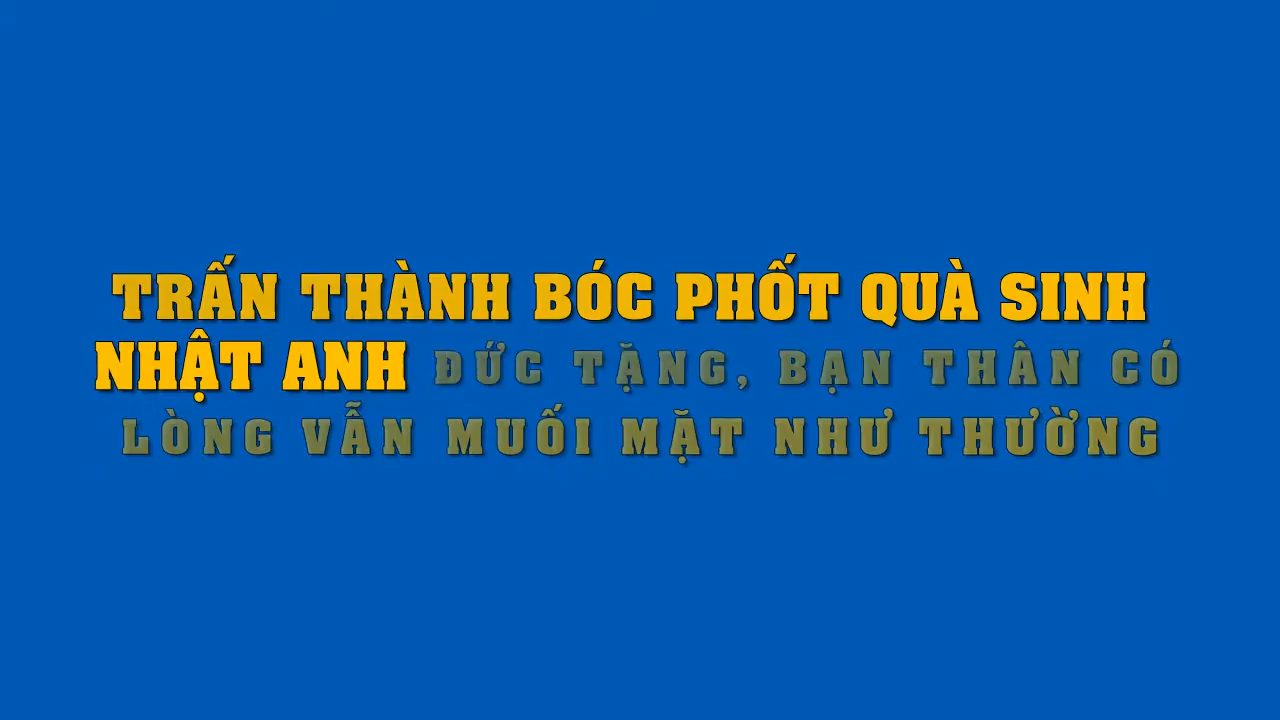 TRẤN THÀNH BÓC PHỐT QUÀ SINH
NHẬT ANH ĐỨC TẶNG, BẠN THÂN CÓ
LÒNG VẪN MUỐI MẶT NHƯ THƯỜNG